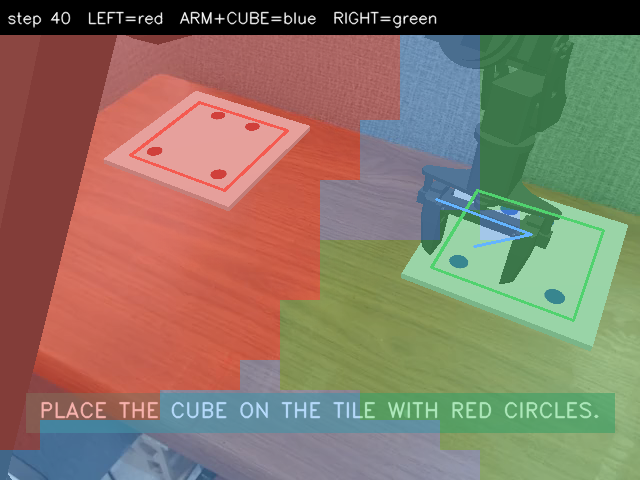 step 40 LEFT=red ARM+CUBE=blue RIGHT=green
PLACE THE CUBE ON THE TILE WITH RED CIRCLES.